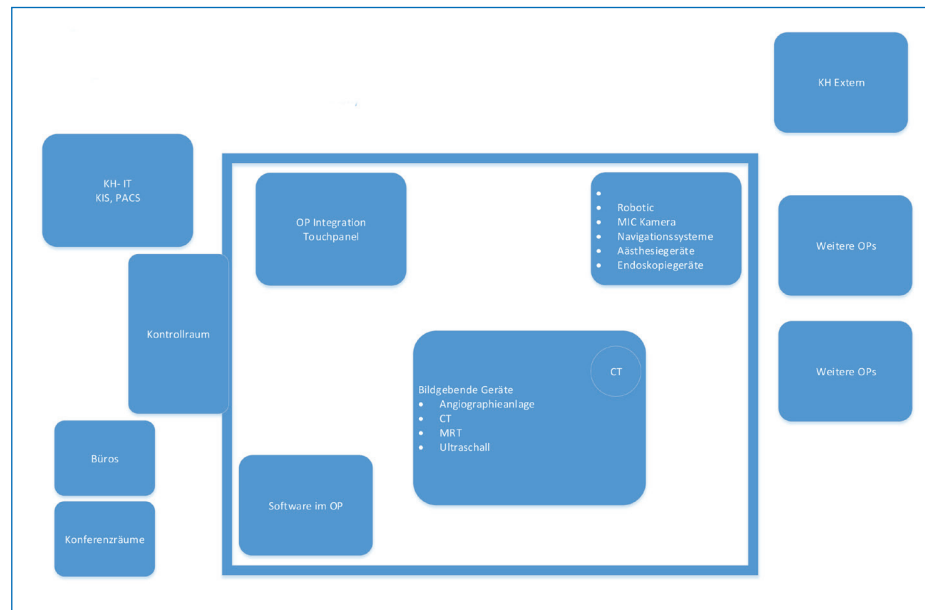 KH Extern
KH- IT
KIS, PACS
OP Integration
Touchpanel
•
• Robotic
• MIC Kamera
• Navigationssysteme
• Aästhesiegeräte
• Endoskopiegeräte
Weitere OPs
Kontrollraum
Weitere OPs
CT
Bildgebende Geräte
• Angiographieanlage
• CT
• MRT
• Ultraschall
Büros
Software im OP
Konferenzräume